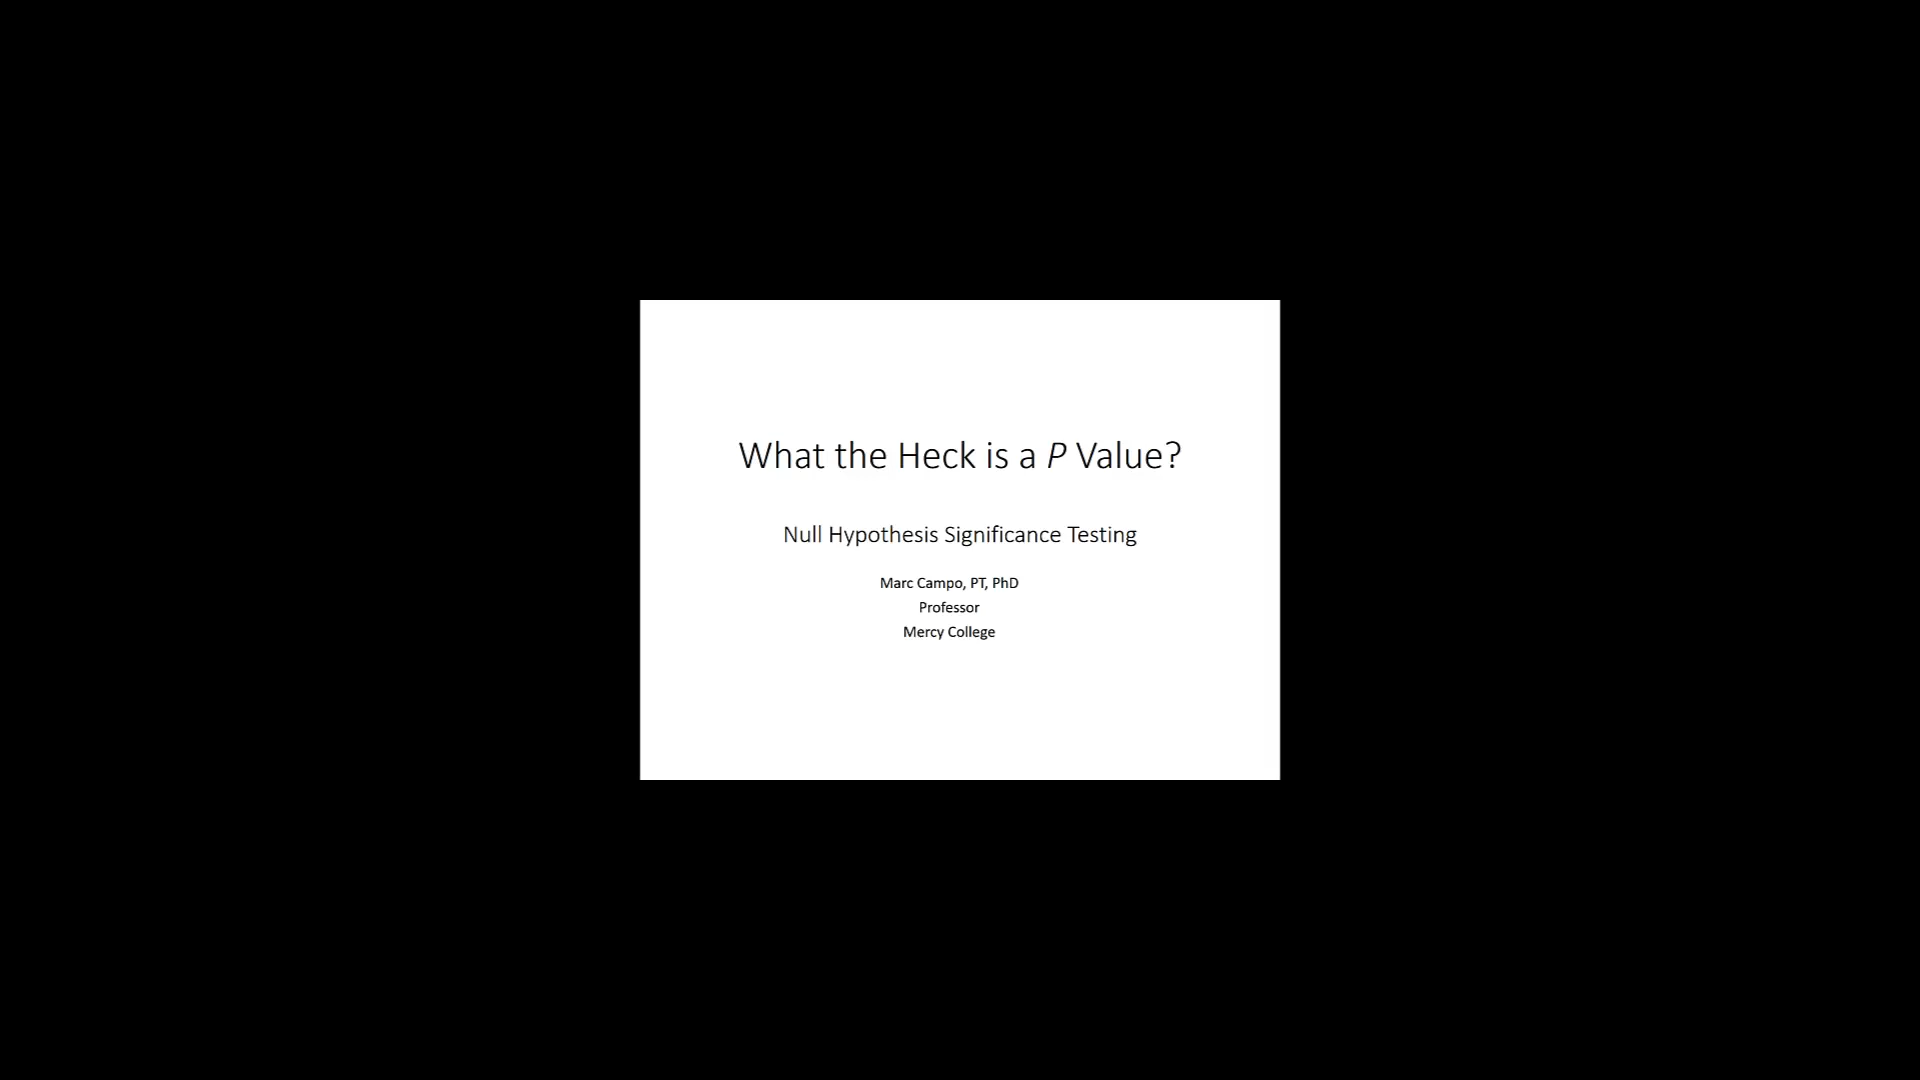 What the Heck is a P Value?
Null Hypothesis Significance Testing
Marc Campo, PT, PhD
Professor
Mercy College